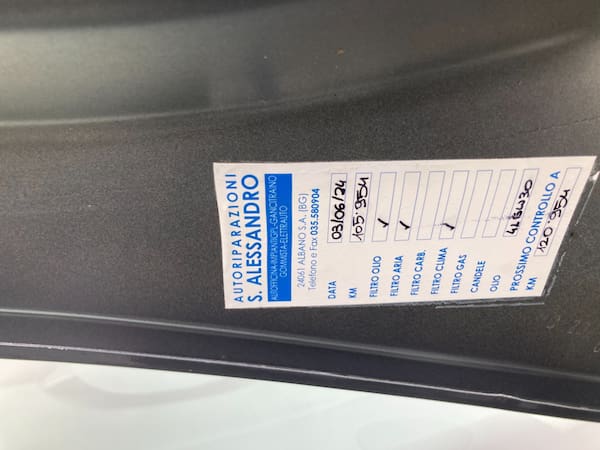 AUTORIPARAZIONI
S. ALESSANDRO
AUTOFFICINA-IMPIANTI GPL-GANCI TRAINO
GOMMISTA-ELETTRAUTO
24061 ALBANO S.A. (BG)
Telefono e Fax 035.580904
DATA 03/06/24
KM 105.954
FILTRO OLIO ✓
FILTRO ARIA ✓
FILTRO CARB.
FILTRO CLIMA ✓
FILTRO GAS
CANDELE
OLIO 4L 5W30
PROSSIMO CONTROLLO A
KM 120.954